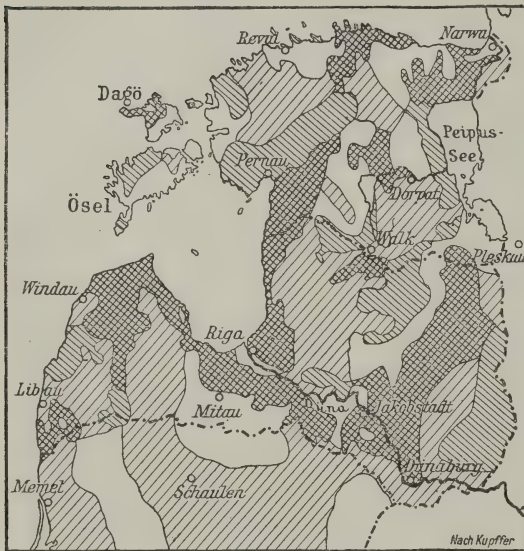 Reval
Narwa
Dagö
Peipus-
See
Pernau
Dorpat
Ösel
Walk
Pleskau
Windau
Riga
Libau
Düna
Jakobstadt
Mitau
Dünaburg
Memel
Schaulen
Nach Kupffer